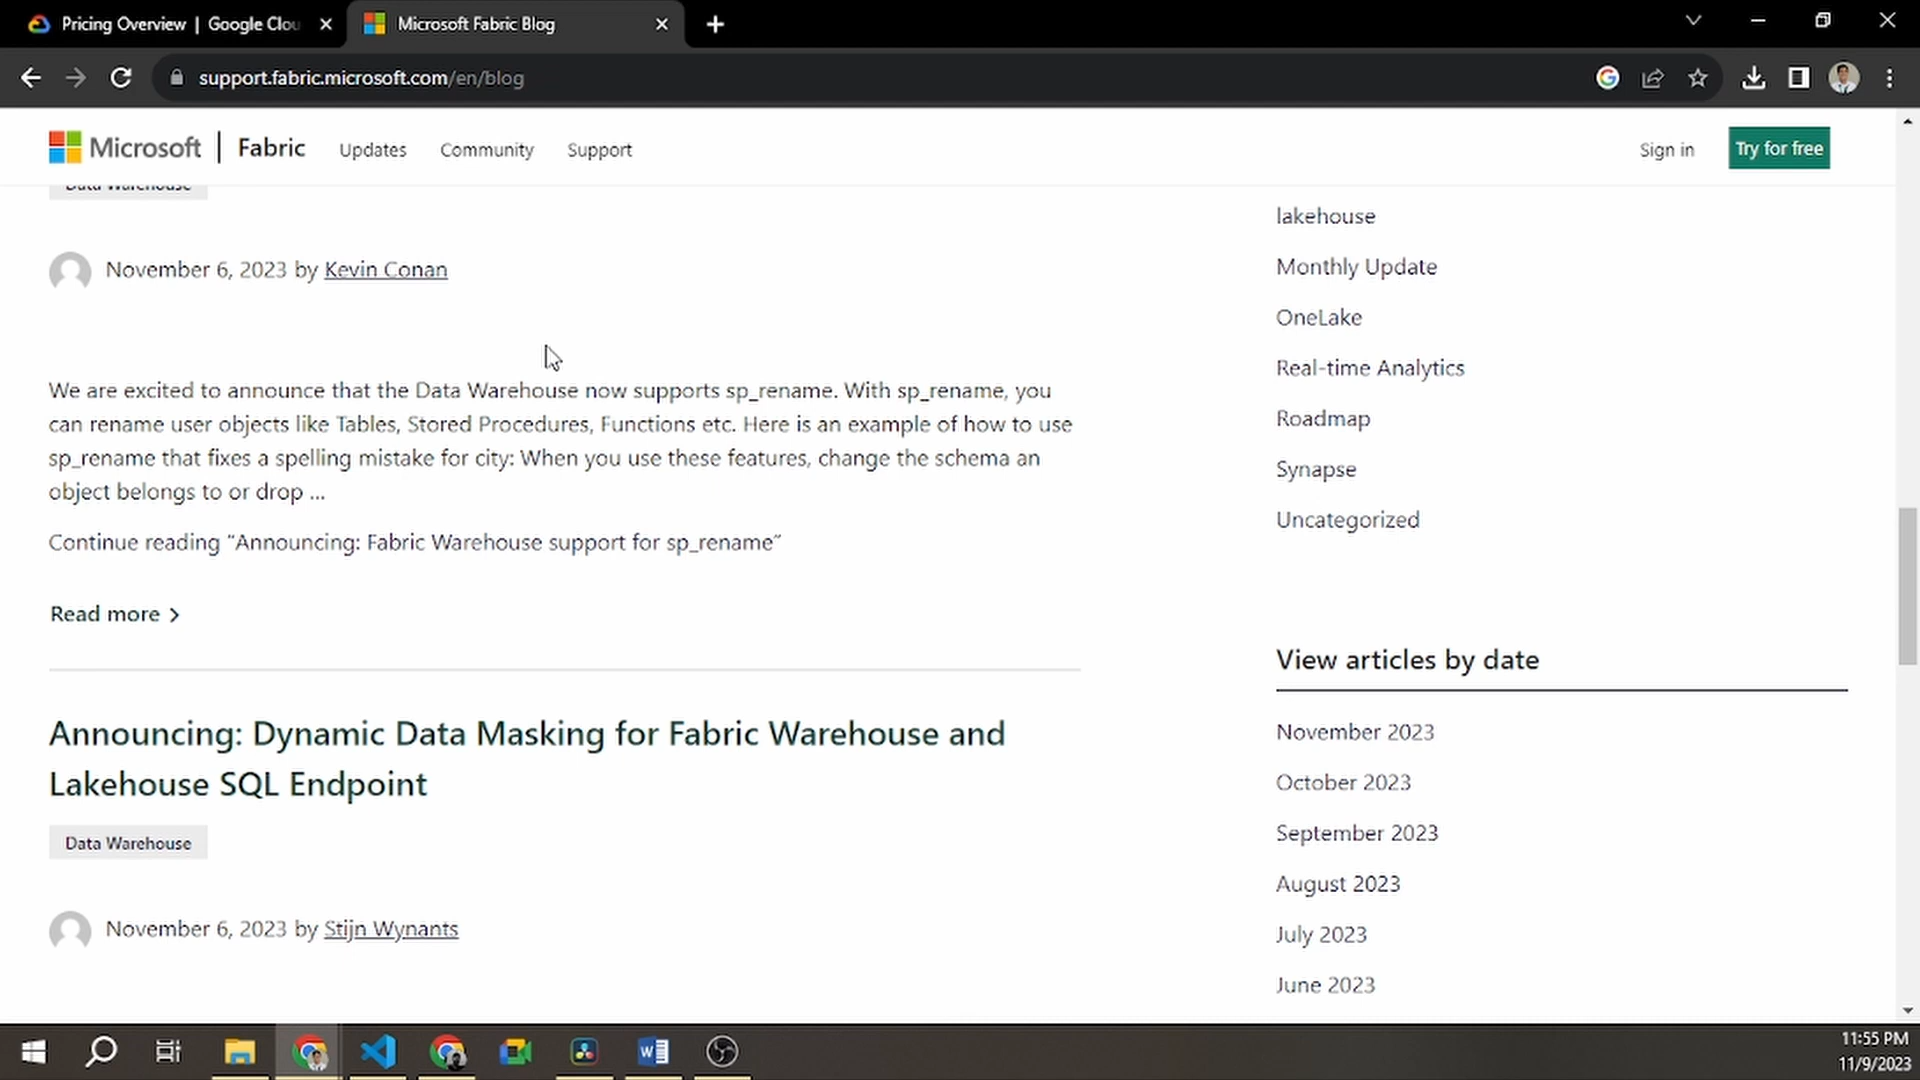 Pricing Overview | Google Clou
Microsoft Fabric Blog
support.fabric.microsoft.com/en/blog
Microsoft | Fabric Updates Community Support Sign in Try for free
Data Warehouse
November 6, 2023 by Kevin Conan
We are excited to announce that the Data Warehouse now supports sp_rename. With sp_rename, you
can rename user objects like Tables, Stored Procedures, Functions etc. Here is an example of how to use
sp_rename that fixes a spelling mistake for city: When you use these features, change the schema an
object belongs to or drop ...
Continue reading “Announcing: Fabric Warehouse support for sp_rename”
Read more >
Announcing: Dynamic Data Masking for Fabric Warehouse and
Lakehouse SQL Endpoint
Data Warehouse
November 6, 2023 by Stijn Wynants
lakehouse
Monthly Update
OneLake
Real-time Analytics
Roadmap
Synapse
Uncategorized
View articles by date
November 2023
October 2023
September 2023
August 2023
July 2023
June 2023
11:55 PM
11/9/2023